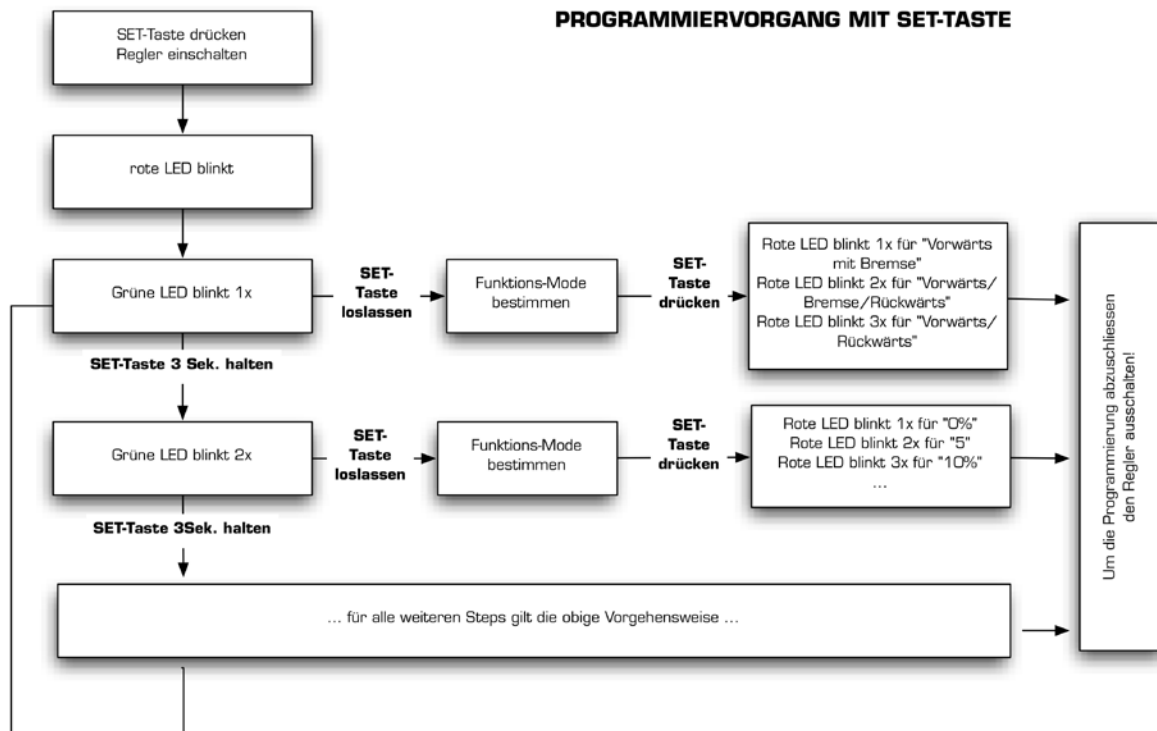 PROGRAMMIERVORGANG MIT SET-TASTE
SET-Taste drücken
Regler einschalten
rote LED blinkt
Grüne LED blinkt 1x
SET-
Taste
loslassen
Funktions-Mode
bestimmen
SET-
Taste
drücken
Rote LED blinkt 1x für "Vorwärts
mit Bremse"
Rote LED blinkt 2x für "Vorwärts/
Bremse/Rückwärts"
Rote LED blinkt 3x für "Vorwärts/
Rückwärts"
SET-Taste 3 Sek. halten
Grüne LED blinkt 2x
SET-
Taste
loslassen
Funktions-Mode
bestimmen
SET-
Taste
drücken
Rote LED blinkt 1x für "0%"
Rote LED blinkt 2x für "5"
Rote LED blinkt 3x für "10%"
...
SET-Taste 3Sek. halten
... für alle weiteren Steps gilt die obige Vorgehensweise ...
Um die Programmierung abzuschliessen
den Regler ausschalten!